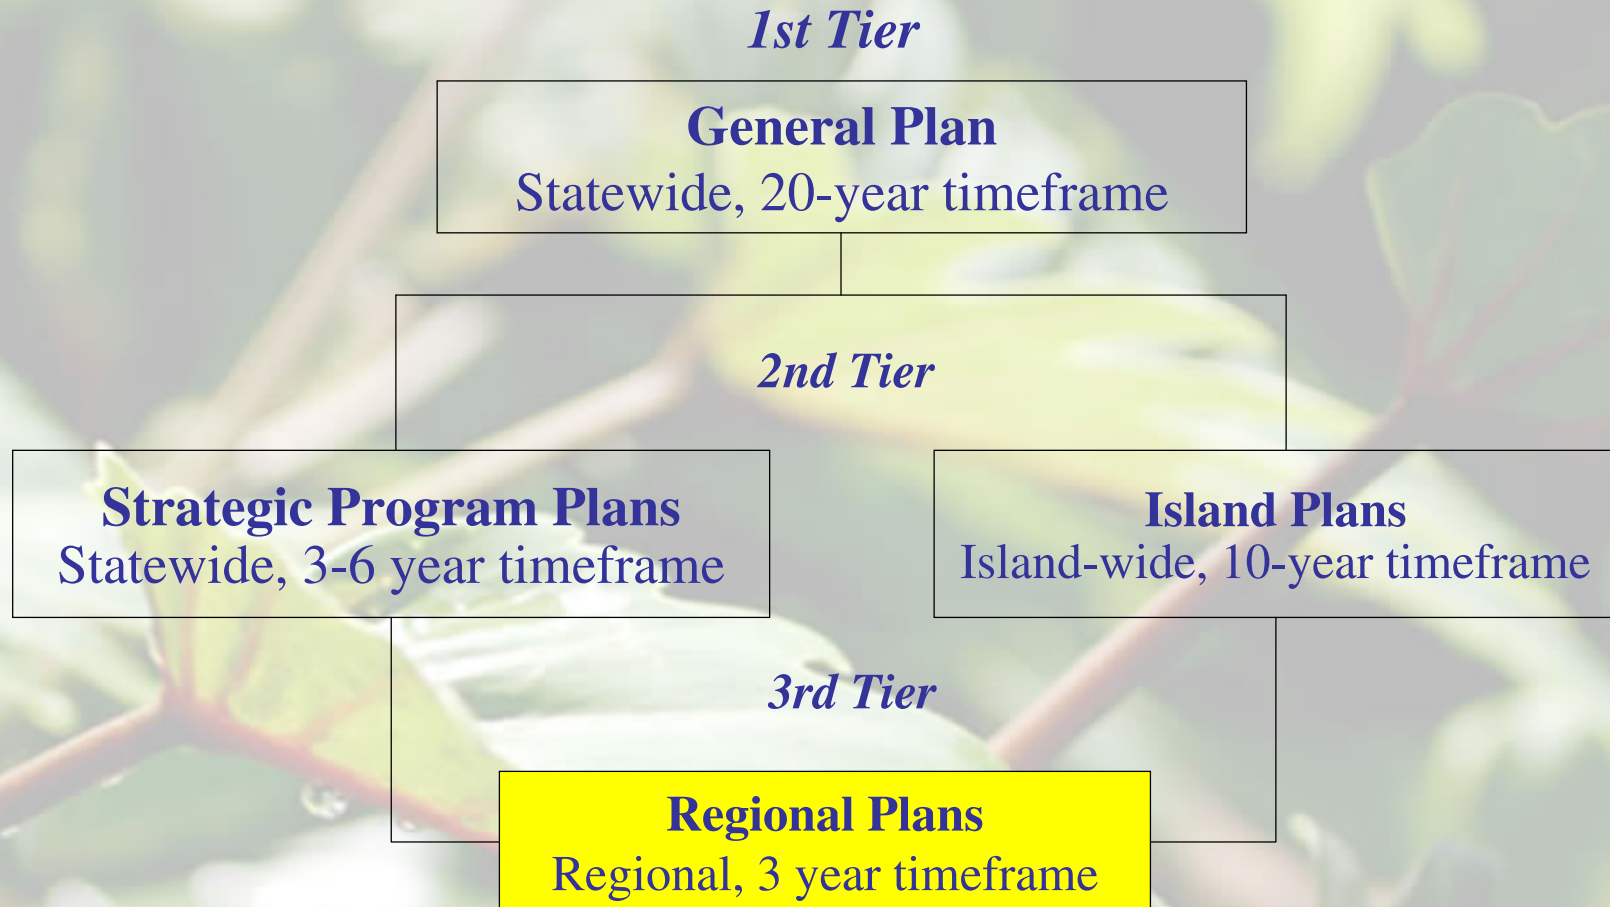 1st Tier
General Plan
Statewide, 20-year timeframe
2nd Tier
Strategic Program Plans
Statewide, 3-6 year timeframe
Island Plans
Island-wide, 10-year timeframe
3rd Tier
Regional Plans
Regional, 3 year timeframe